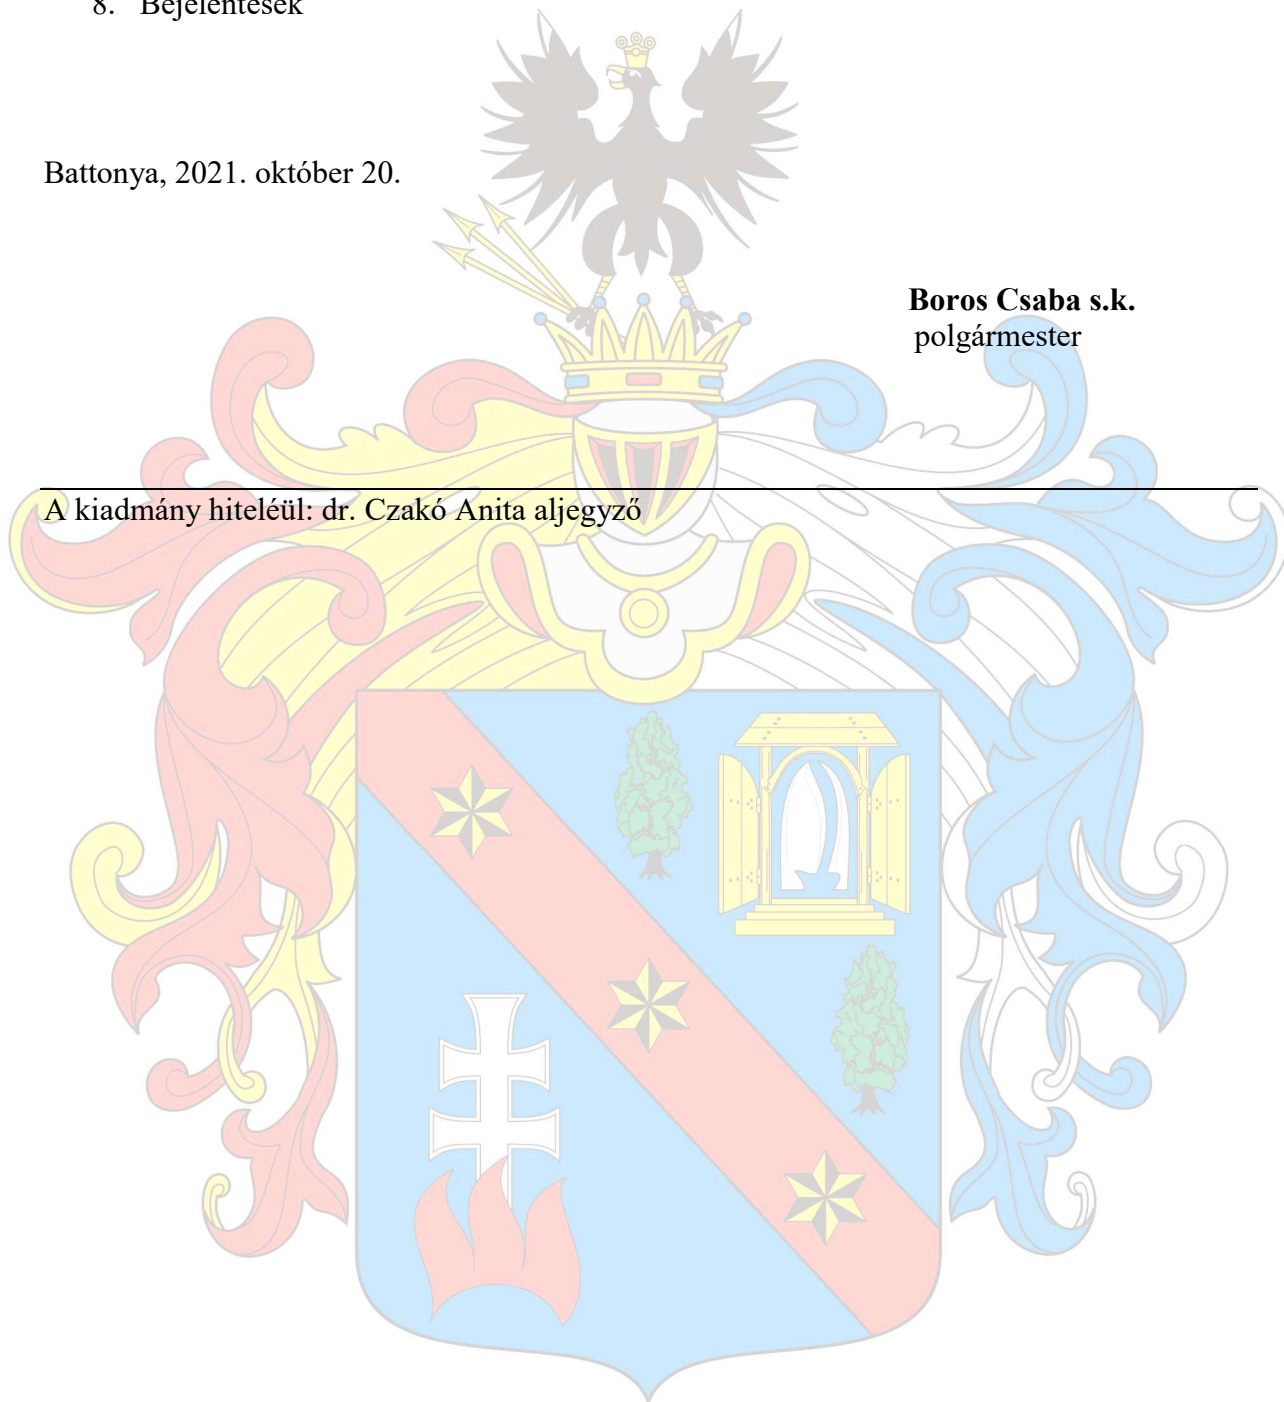 8. Bejelentések
Battonya, 2021. október 20.
Boros Csaba s.k.
polgármester
A kiadmány hiteléül: dr. Czakó Anita aljegyző